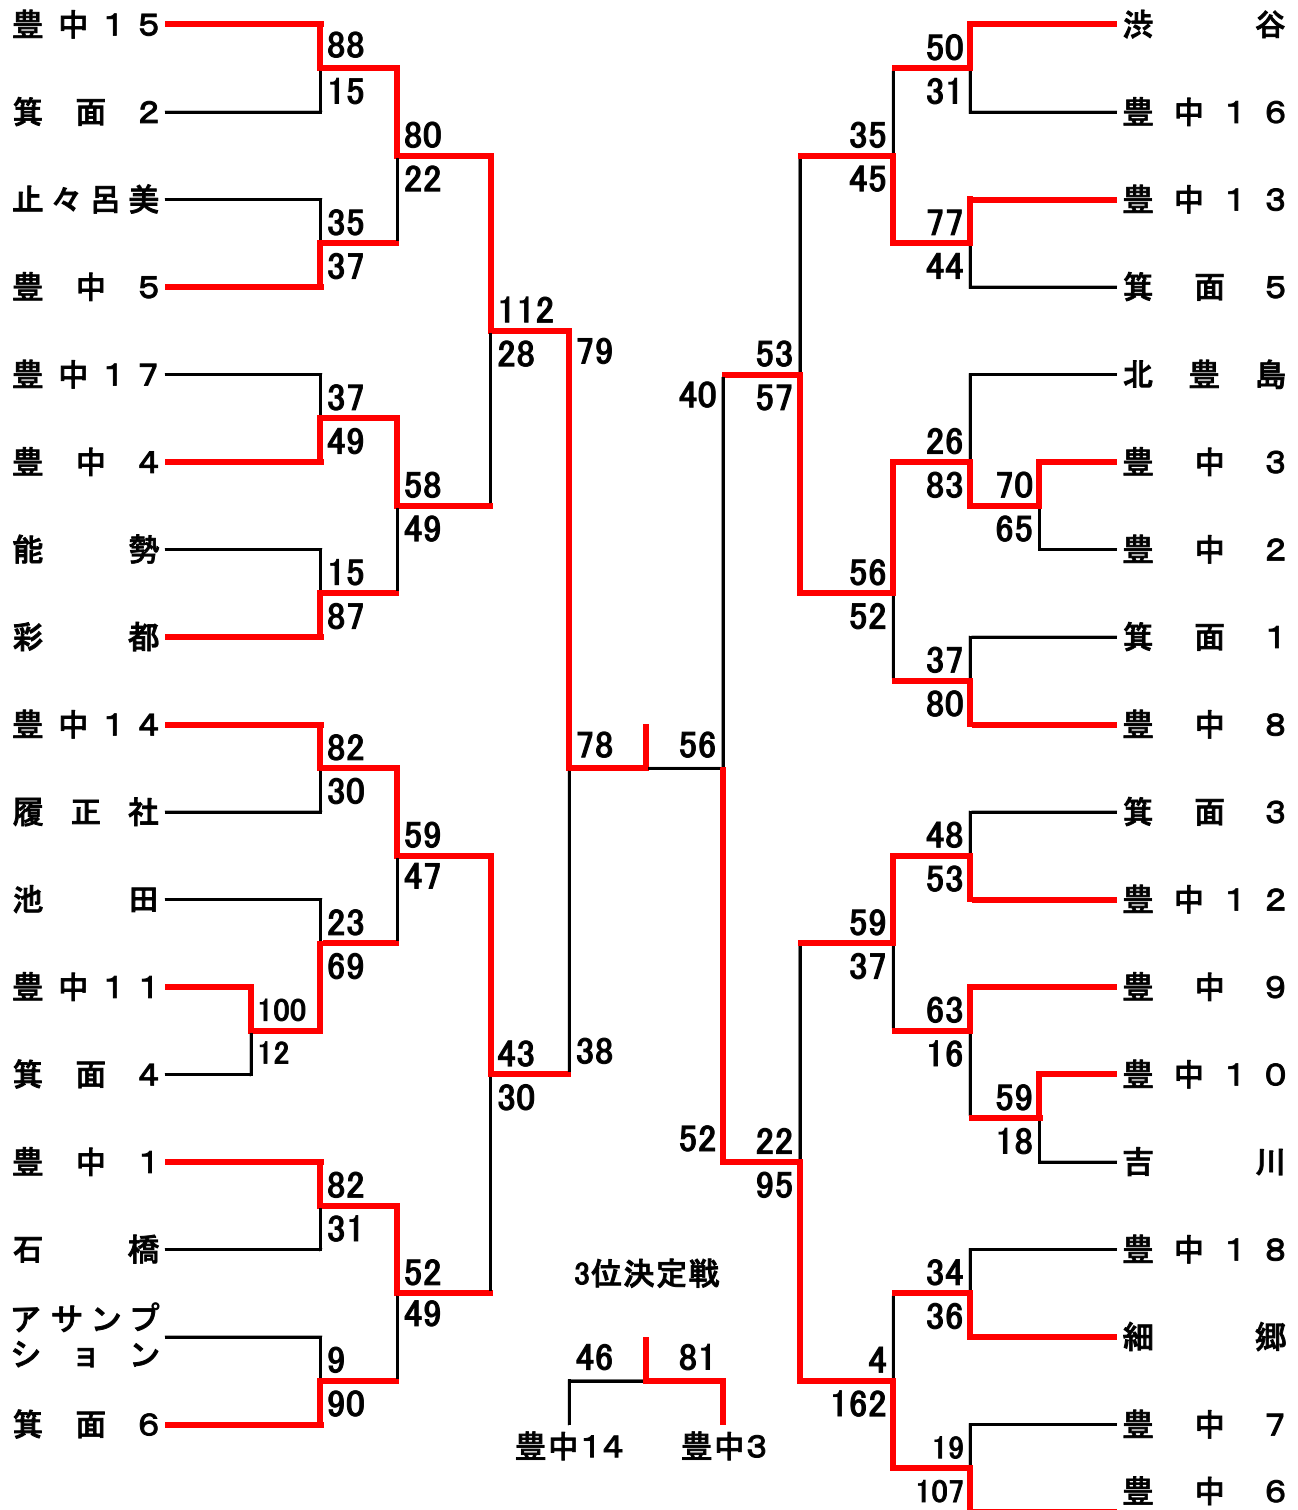 豊中１５
88
15
箕面２
80
22
止々呂美
35
37
豊中５
112
28
豊中１７
37
49
豊中４
58
49
能勢
15
87
彩都
79
豊中１４
82
30
履正社
59
47
池田
23
69
豊中１１
100
12
箕面４
43
30
38
豊中１
82
31
石橋
52
49
アサンプ
ション
9
90
箕面６
78
56
3位決定戦
46
81
豊中14
豊中3
渋谷
50
31
豊中１６
35
45
豊中１３
77
44
箕面５
53
57
40
北豊島
26
83
豊中３
70
65
豊中２
56
52
箕面１
37
80
豊中８
箕面３
48
53
豊中１２
59
37
豊中９
63
16
豊中１０
59
18
吉川
52
22
95
豊中１８
34
36
細郷
4
162
豊中７
19
107
豊中６